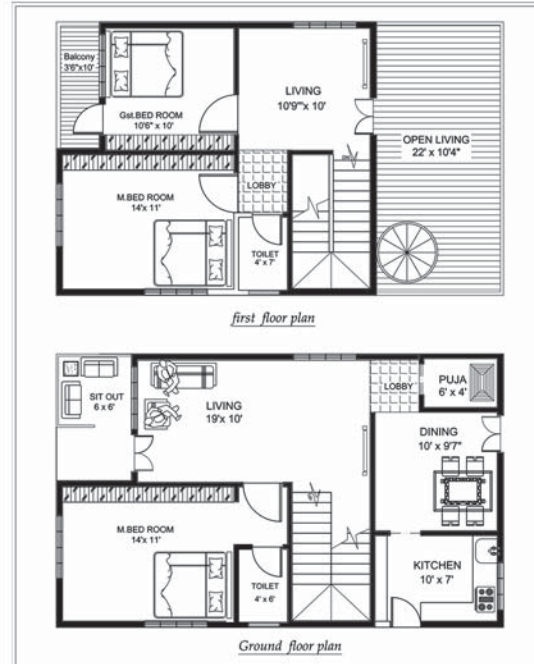 Balcony
3'6"x10'
Gst.BED ROOM
10'6" x 10'
LIVING
10'9'"x 10'
OPEN LIVING
22' x 10'4"
DN
M.BED ROOM
14'x 11'
LOBBY
TOILET
4' x 7'
first floor plan
SIT OUT
6 x 6'
LIVING
19'x 10'
LOBBY
PUJA
6' x 4'
DINING
10' x 9'7"
M.BED ROOM
14'x 11'
TOILET
4' x 6'
KITCHEN
10' x 7'
Ground floor plan